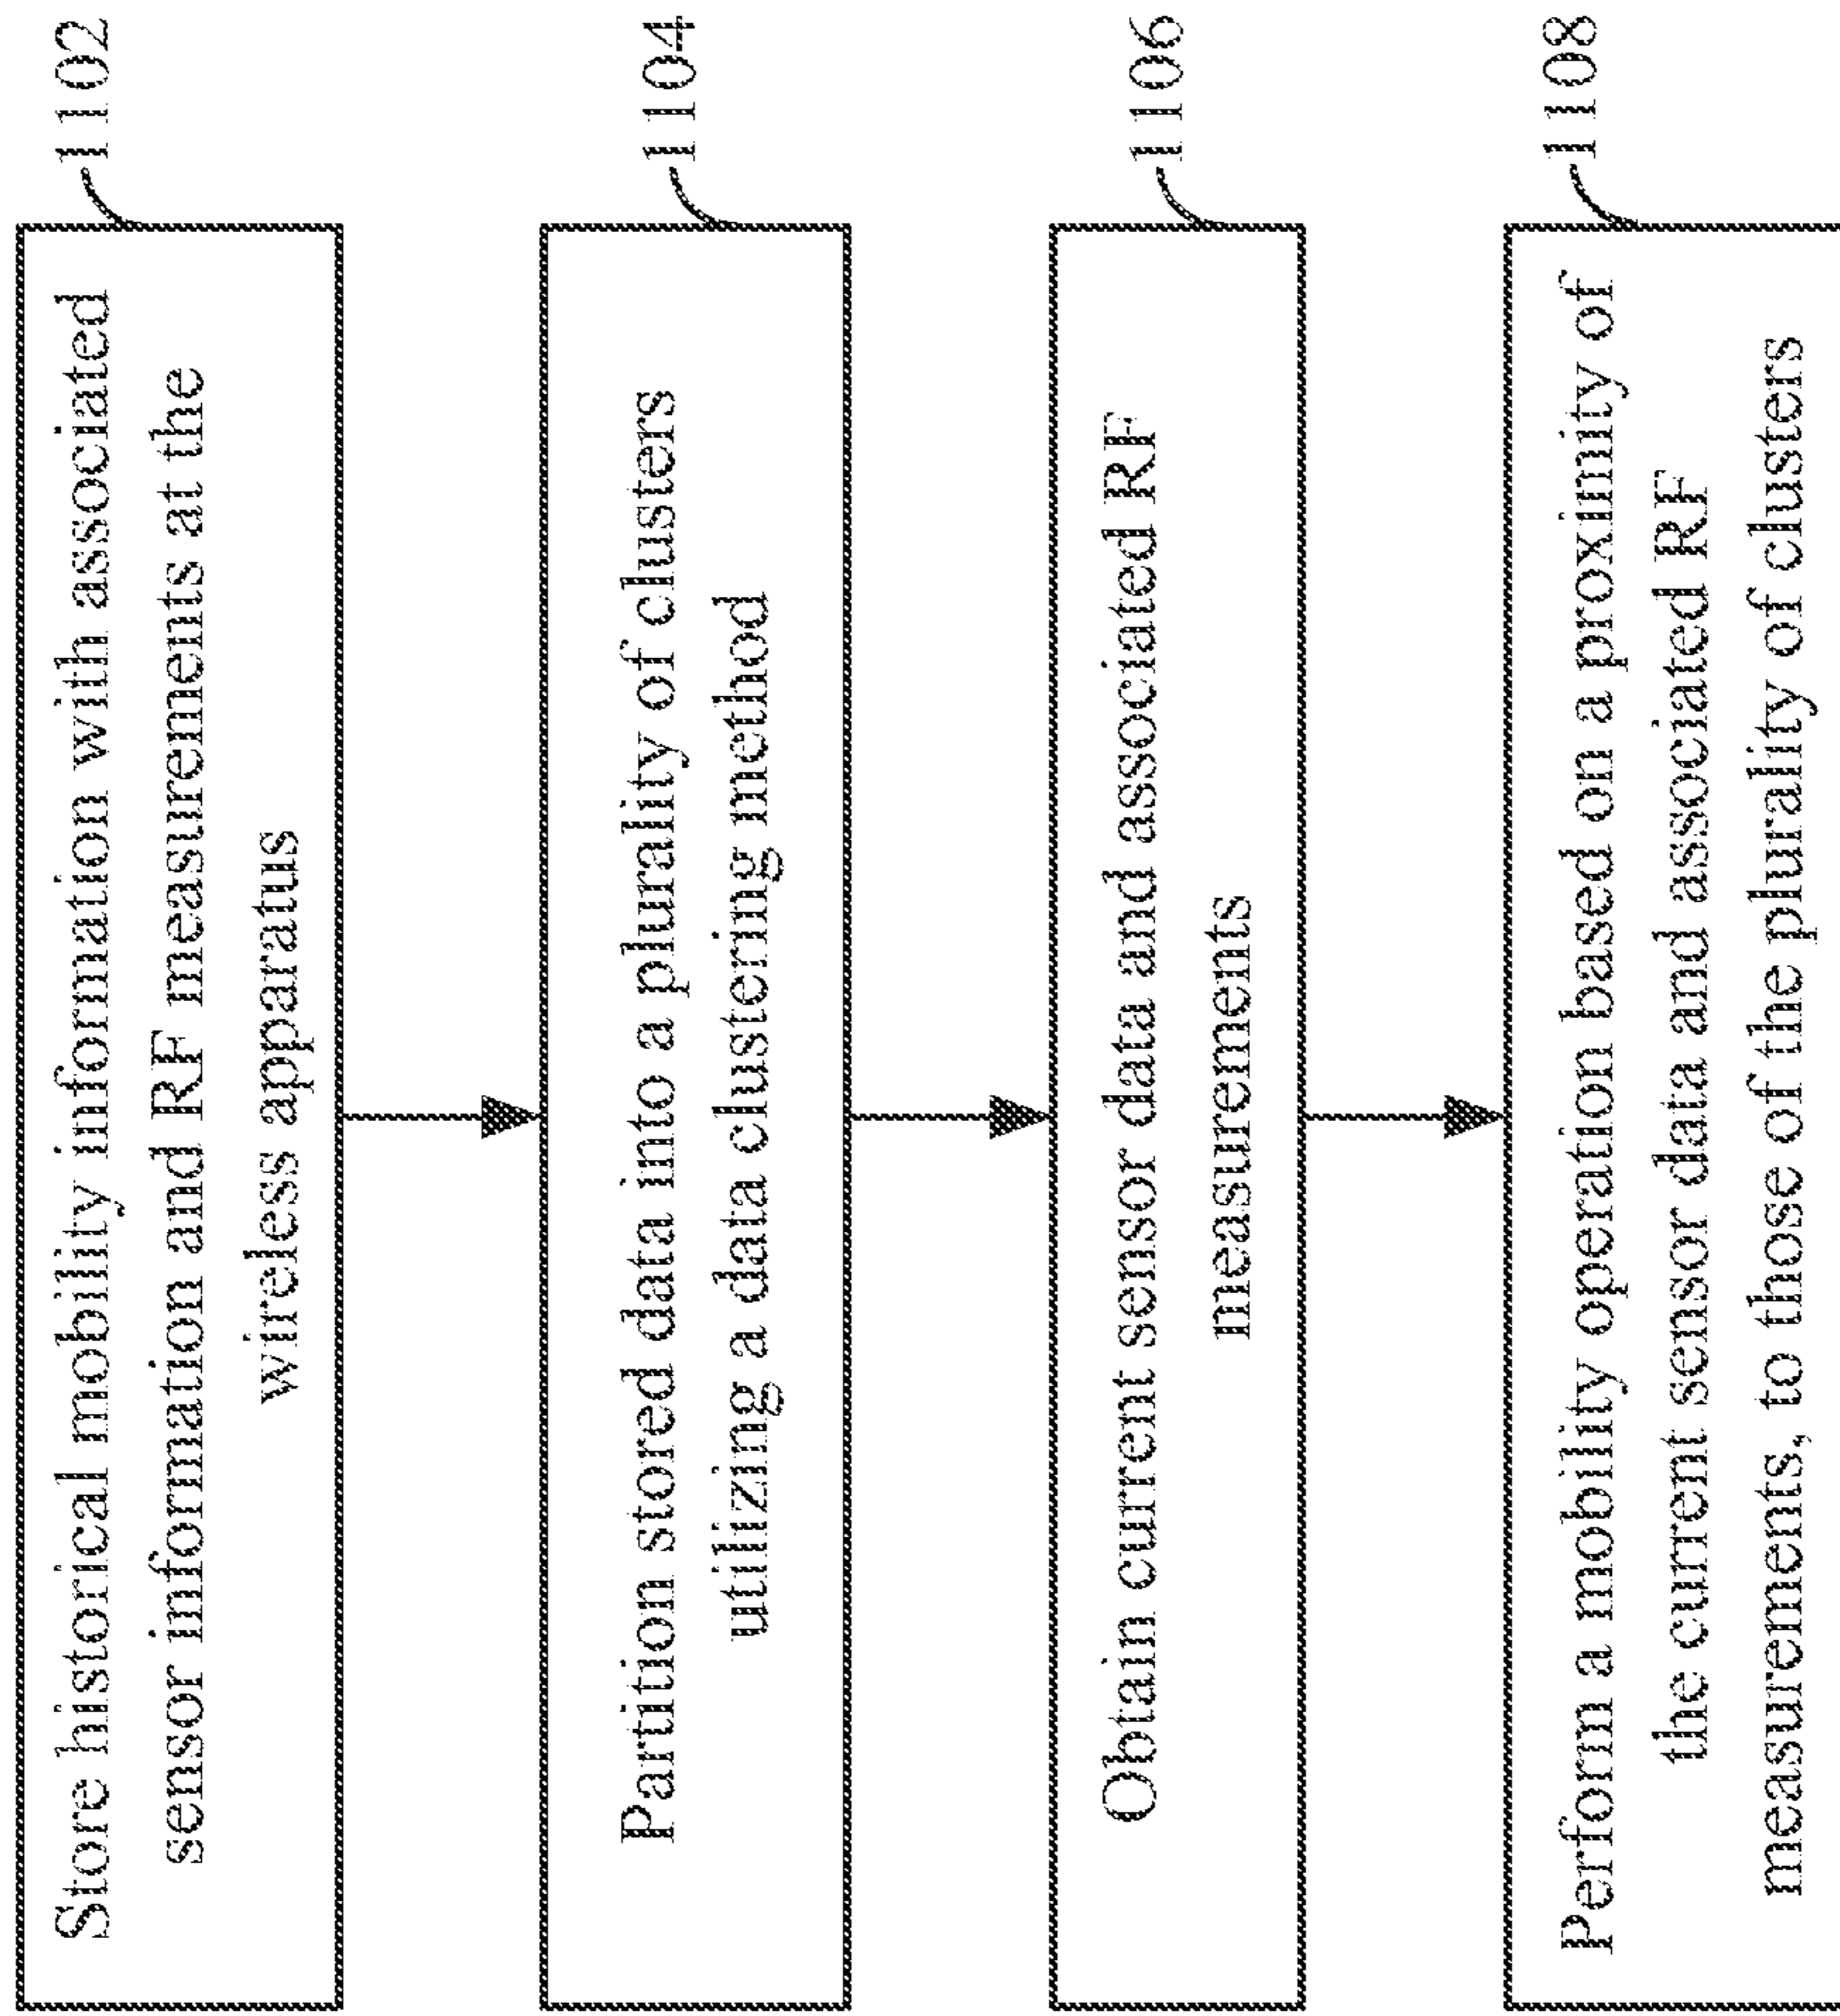 1102
Store historical mobility information with associated
sensor information and RF measurements at the
wireless apparatus
1104
Partition stored data into a plurality of clusters
utilizing a data clustering method
1106
Obtain current sensor data and associated RF
measurements
1108
Perform a mobility operation based on a proximity of
the current sensor data and associated RF
measurements, to those of the plurality of clusters